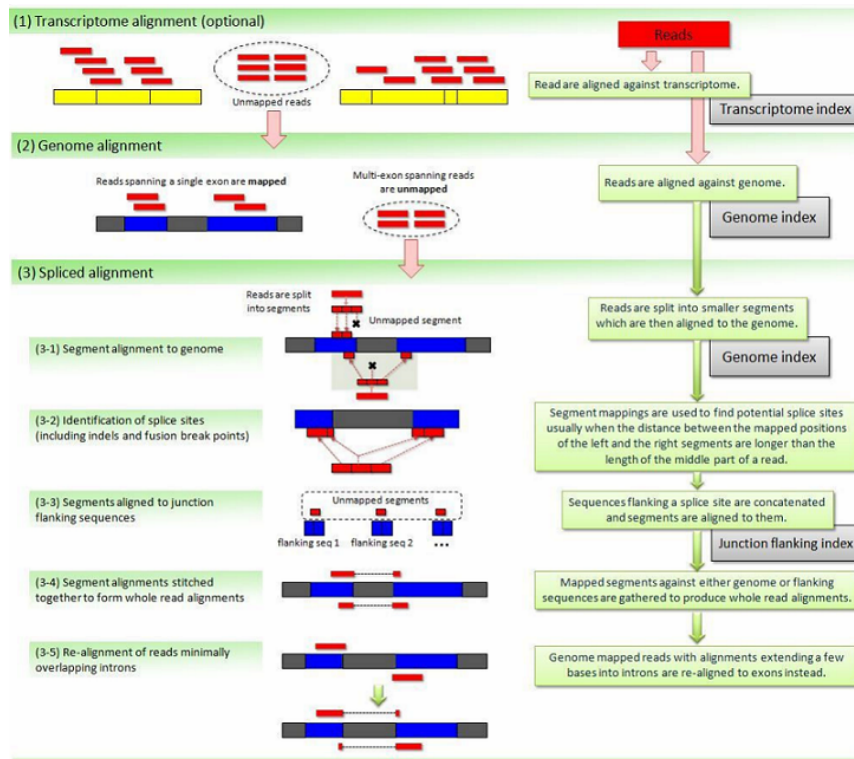 (1) Transcriptome alignment (optional)
Reads
Unmapped reads
Read are aligned against transcriptome.
Transcriptome index
(2) Genome alignment
Reads spanning a single exon are mapped
Multi-exon spanning reads
are unmapped
Reads are aligned against genome.
Genome index
(3) Spliced alignment
Reads are split
into segments
Unmapped segment
(3-1) Segment alignment to genome
Reads are split into smaller segments
which are then aligned to the genome.
Genome index
(3-2) Identification of splice sites
(including indels and fusion break points)
Segment mappings are used to find potential splice sites
usually when the distance between the mapped positions
of the left and the right segments are longer than the
length of the middle part of a read.
(3-3) Segments aligned to junction
flanking sequences
Unmapped segments
flanking seq 1
flanking seq 2
...
Sequences flanking a splice site are concatenated
and segments are aligned to them.
Junction flanking index
(3-4) Segment alignments stitched
together to form whole read alignments
Mapped segments against either genome or flanking
sequences are gathered to produce whole read alignments.
(3-5) Re-alignment of reads minimally
overlapping introns
Genome mapped reads with alignments extending a few
bases into introns are re-aligned to exons instead.